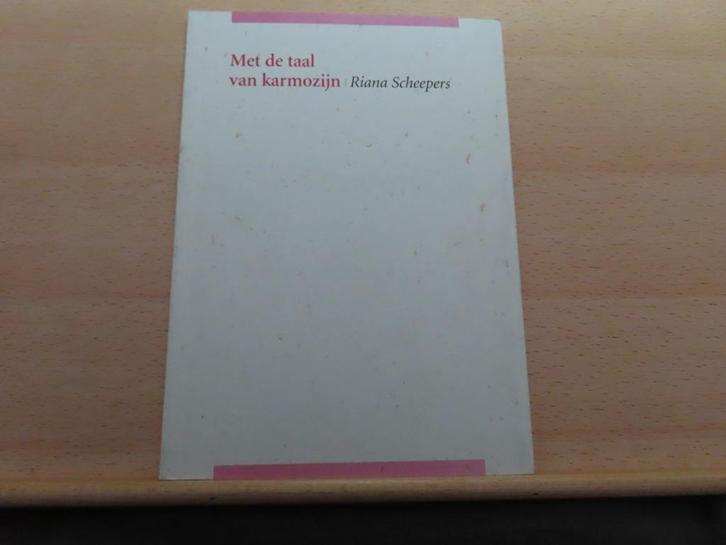 Met de taal
van karmozijn | Riana Scheepers